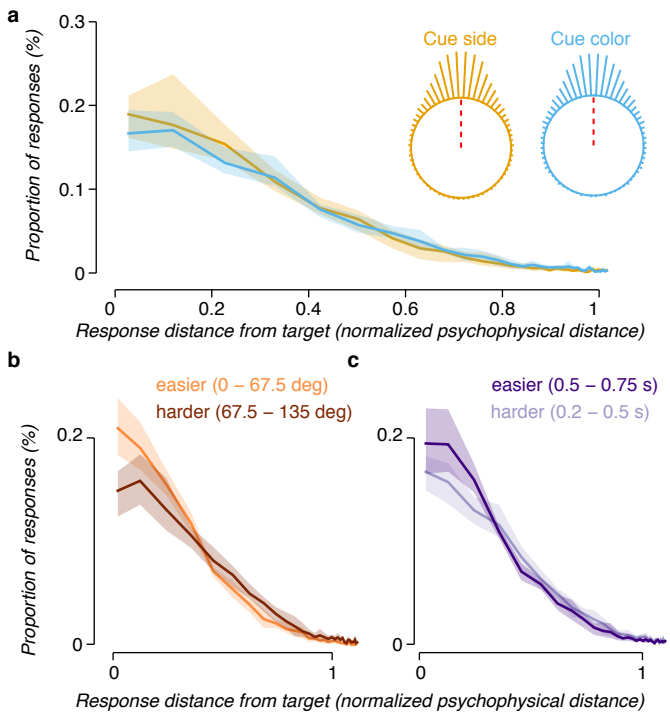 a
0.3
Cue side
Cue color
0.2
0.1
0
Proportion of responses (%)
0
0.2
0.4
0.6
0.8
1
Response distance from target (normalized psychophysical distance)
b
easier (0 – 67.5 deg)
harder (67.5 – 135 deg)
0.2
0
Proportion of responses (%)
0
1
c
easier (0.5 – 0.75 s)
harder (0.2 – 0.5 s)
0.2
0
0
1
Response distance from target (normalized psychophysical distance)